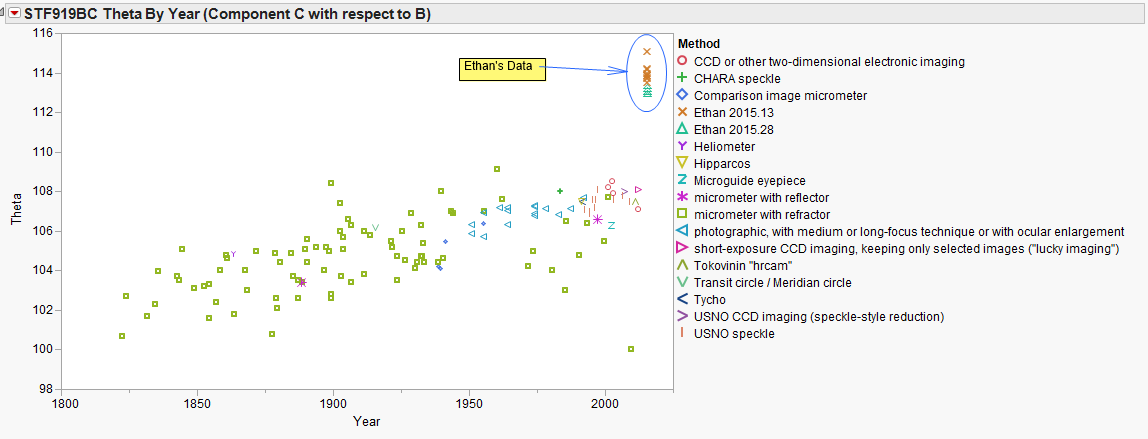 STF919BC Theta By Year (Component C with respect to B)
116
114
112
110
108
106
104
102
100
98
Theta
1800
1850
1900
1950
2000
Year
Ethan's Data
Method
CCD or other two-dimensional electronic imaging
CHARA speckle
Comparison image micrometer
Ethan 2015.13
Ethan 2015.28
Heliometer
Hipparcos
Microguide eyepiece
micrometer with reflector
micrometer with refractor
photographic, with medium or long-focus technique or with ocular enlargement
short-exposure CCD imaging, keeping only selected images ("lucky imaging")
Tokovinin "hrcam"
Transit circle / Meridian circle
Tycho
USNO CCD imaging (speckle-style reduction)
USNO speckle